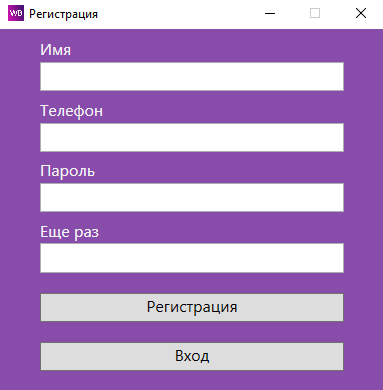 WB Регистрация
Имя
Телефон
Пароль
Еще раз
Регистрация
Вход